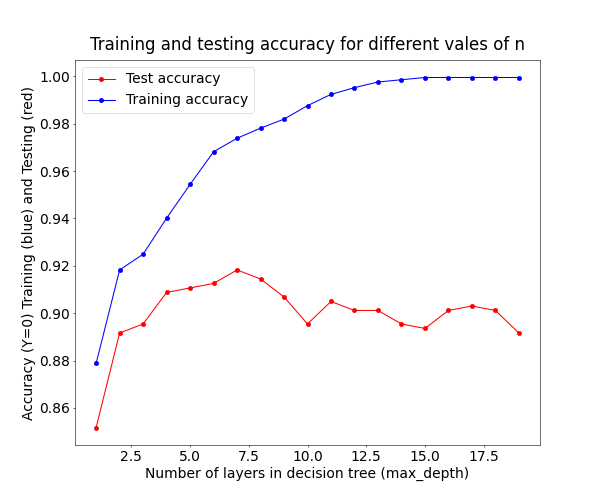 Training and testing accuracy for different vales of n
Test accuracy
Training accuracy
Accuracy (Y=0) Training (blue) and Testing (red)
1.00
0.98
0.96
0.94
0.92
0.90
0.88
0.86
2.5 5.0 7.5 10.0 12.5 15.0 17.5
Number of layers in decision tree (max_depth)